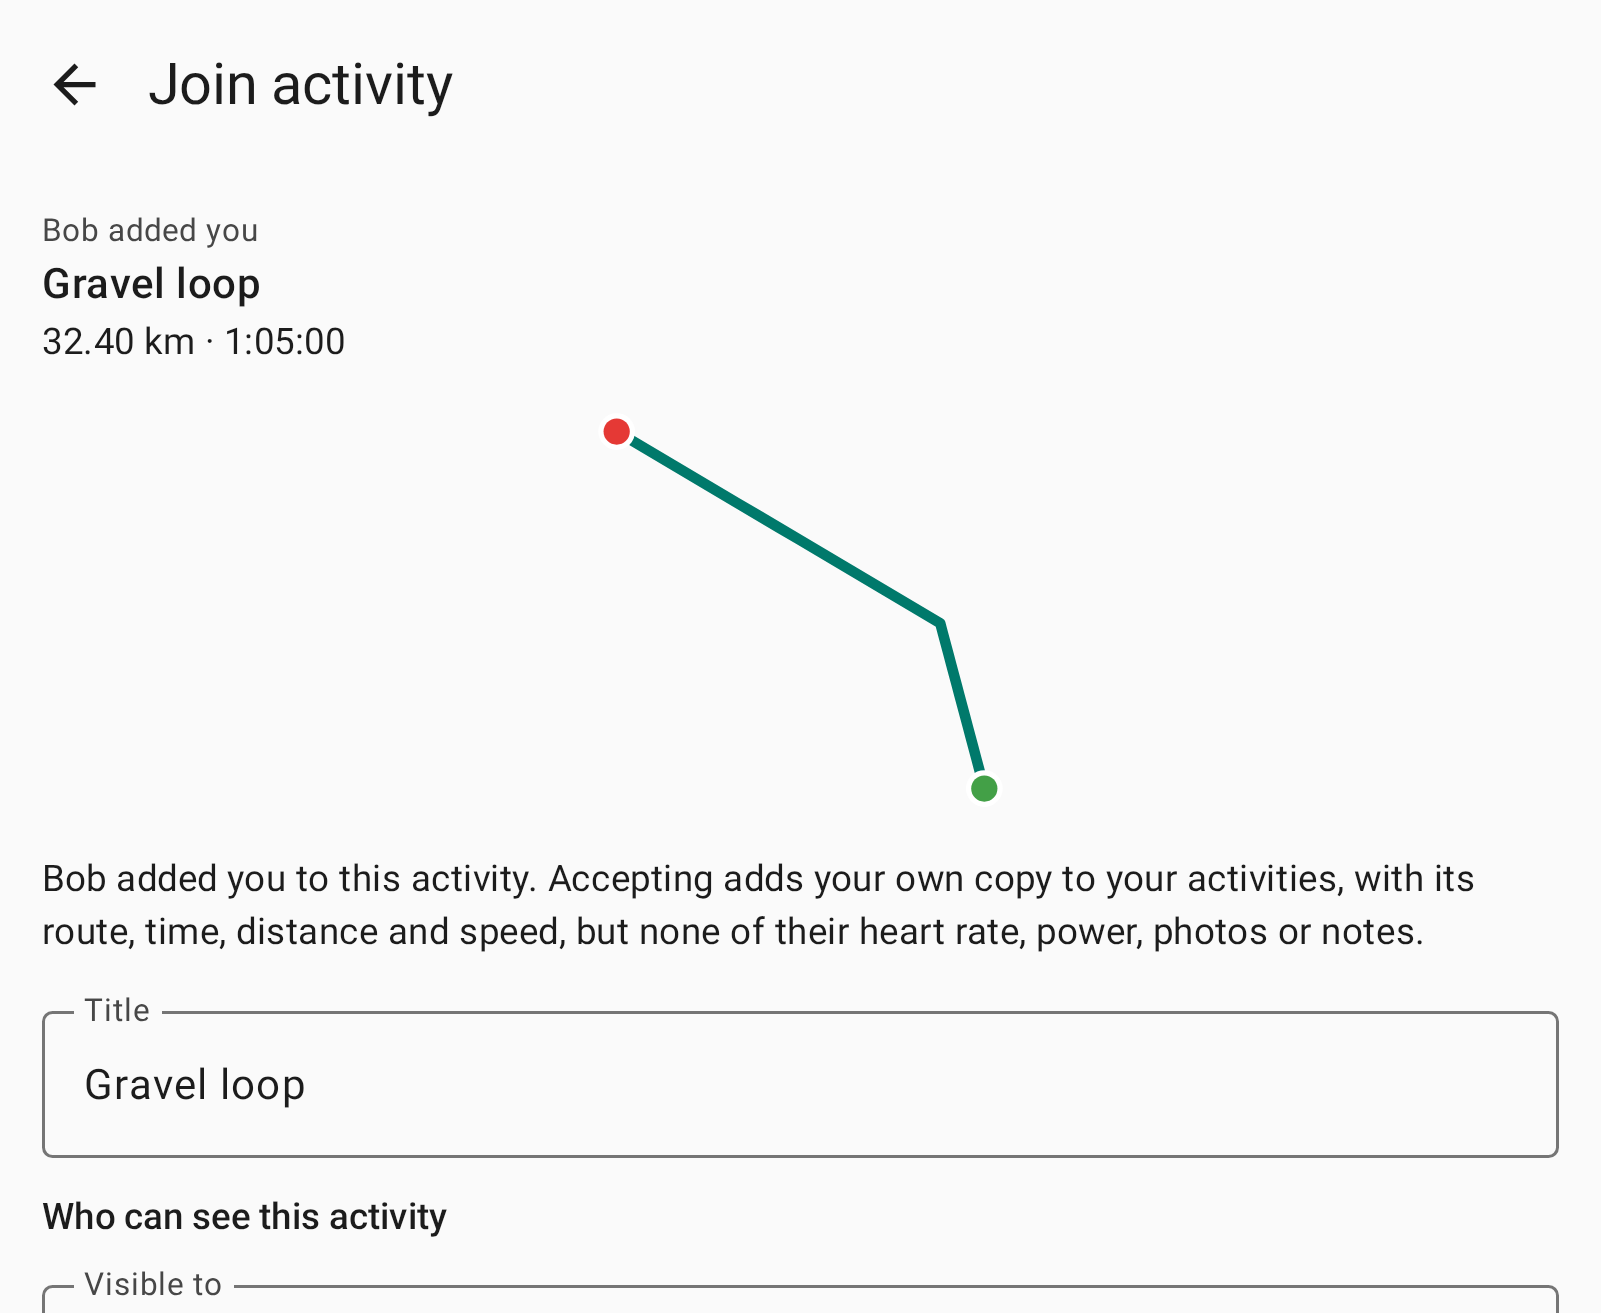 Join activity
Bob added you
Gravel loop
32.40 km · 1:05:00
Bob added you to this activity. Accepting adds your own copy to your activities, with its
route, time, distance and speed, but none of their heart rate, power, photos or notes.
Title
Gravel loop
Who can see this activity
Visible to